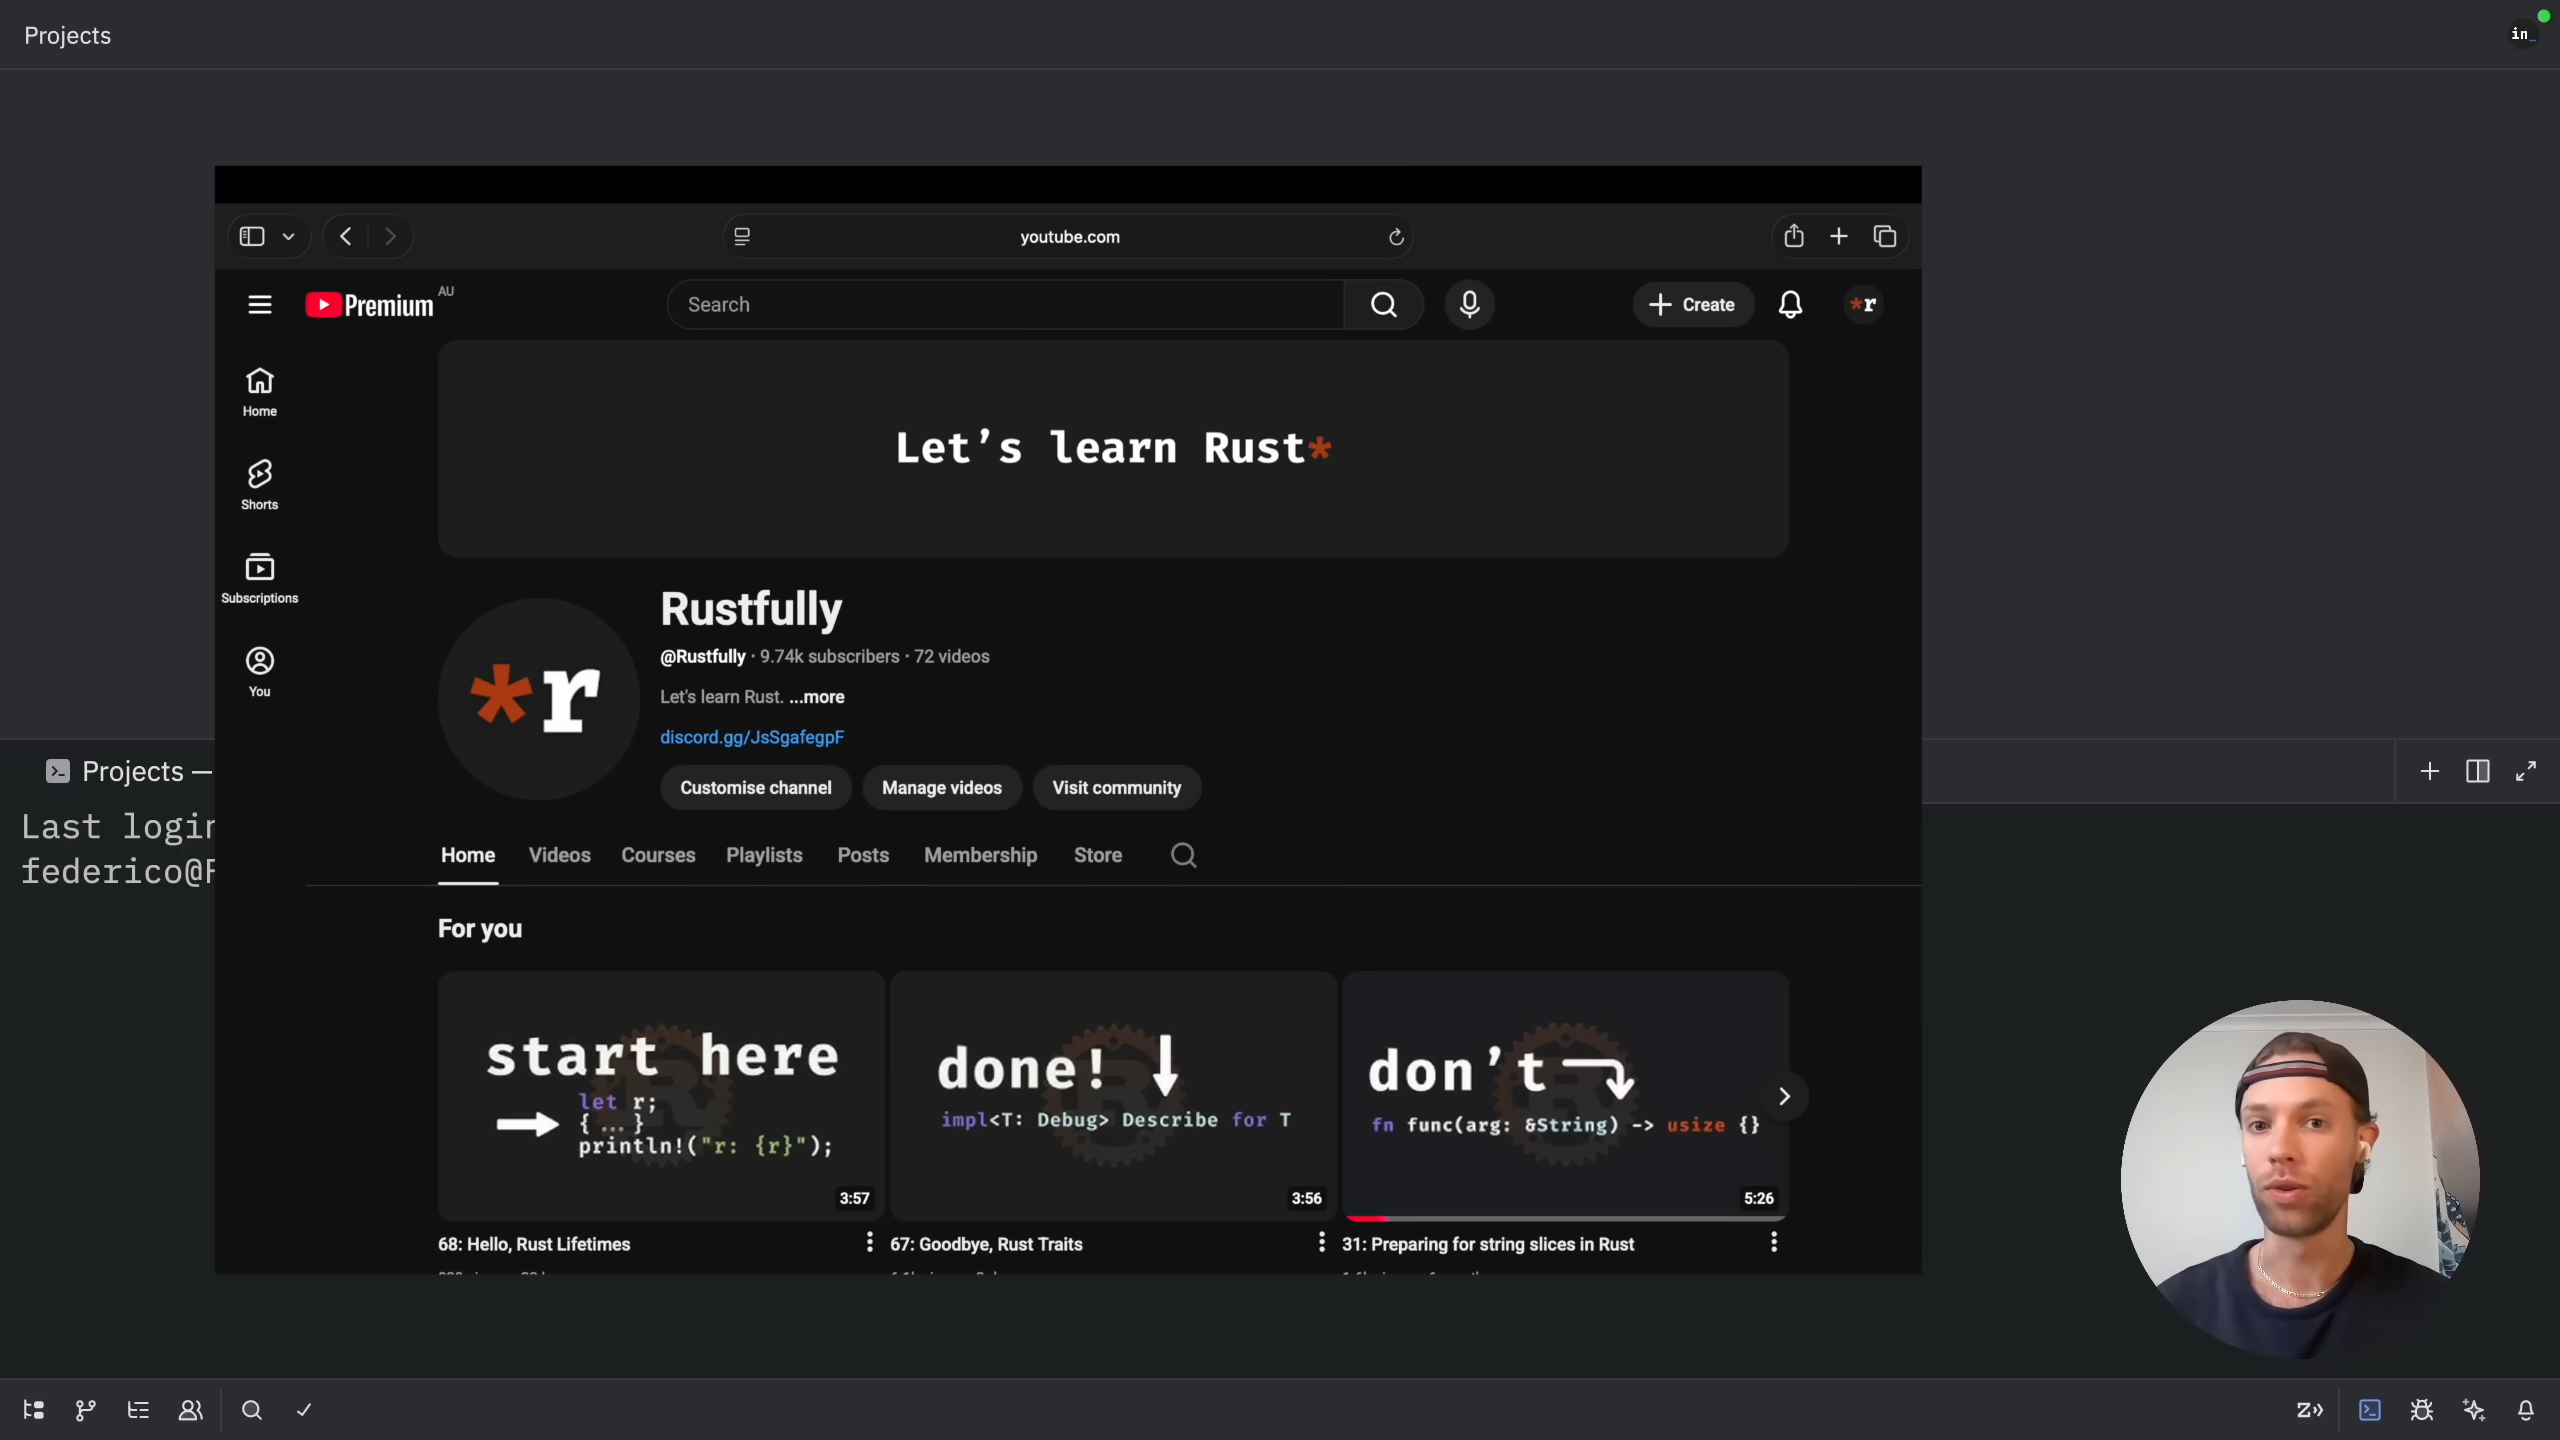 Projects
in_
youtube.com
Premium AU
Search
Create
*r
Home
Shorts
Subscriptions
You
Let's learn Rust*
*r
Rustfully
@Rustfully · 9.74k subscribers · 72 videos
Let's learn Rust. ...more
discord.gg/JsSgafegpF
Customise channel
Manage videos
Visit community
Projects —
Last login
federico@F
Home Videos Courses Playlists Posts Membership Store
For you
start here
let r;
{ ... }
println!("r: {r}");
3:57
68: Hello, Rust Lifetimes
done!
impl<T: Debug> Describe for T
3:56
67: Goodbye, Rust Traits
don't
fn func(arg: &String) -> usize {}
5:26
31: Preparing for string slices in Rust